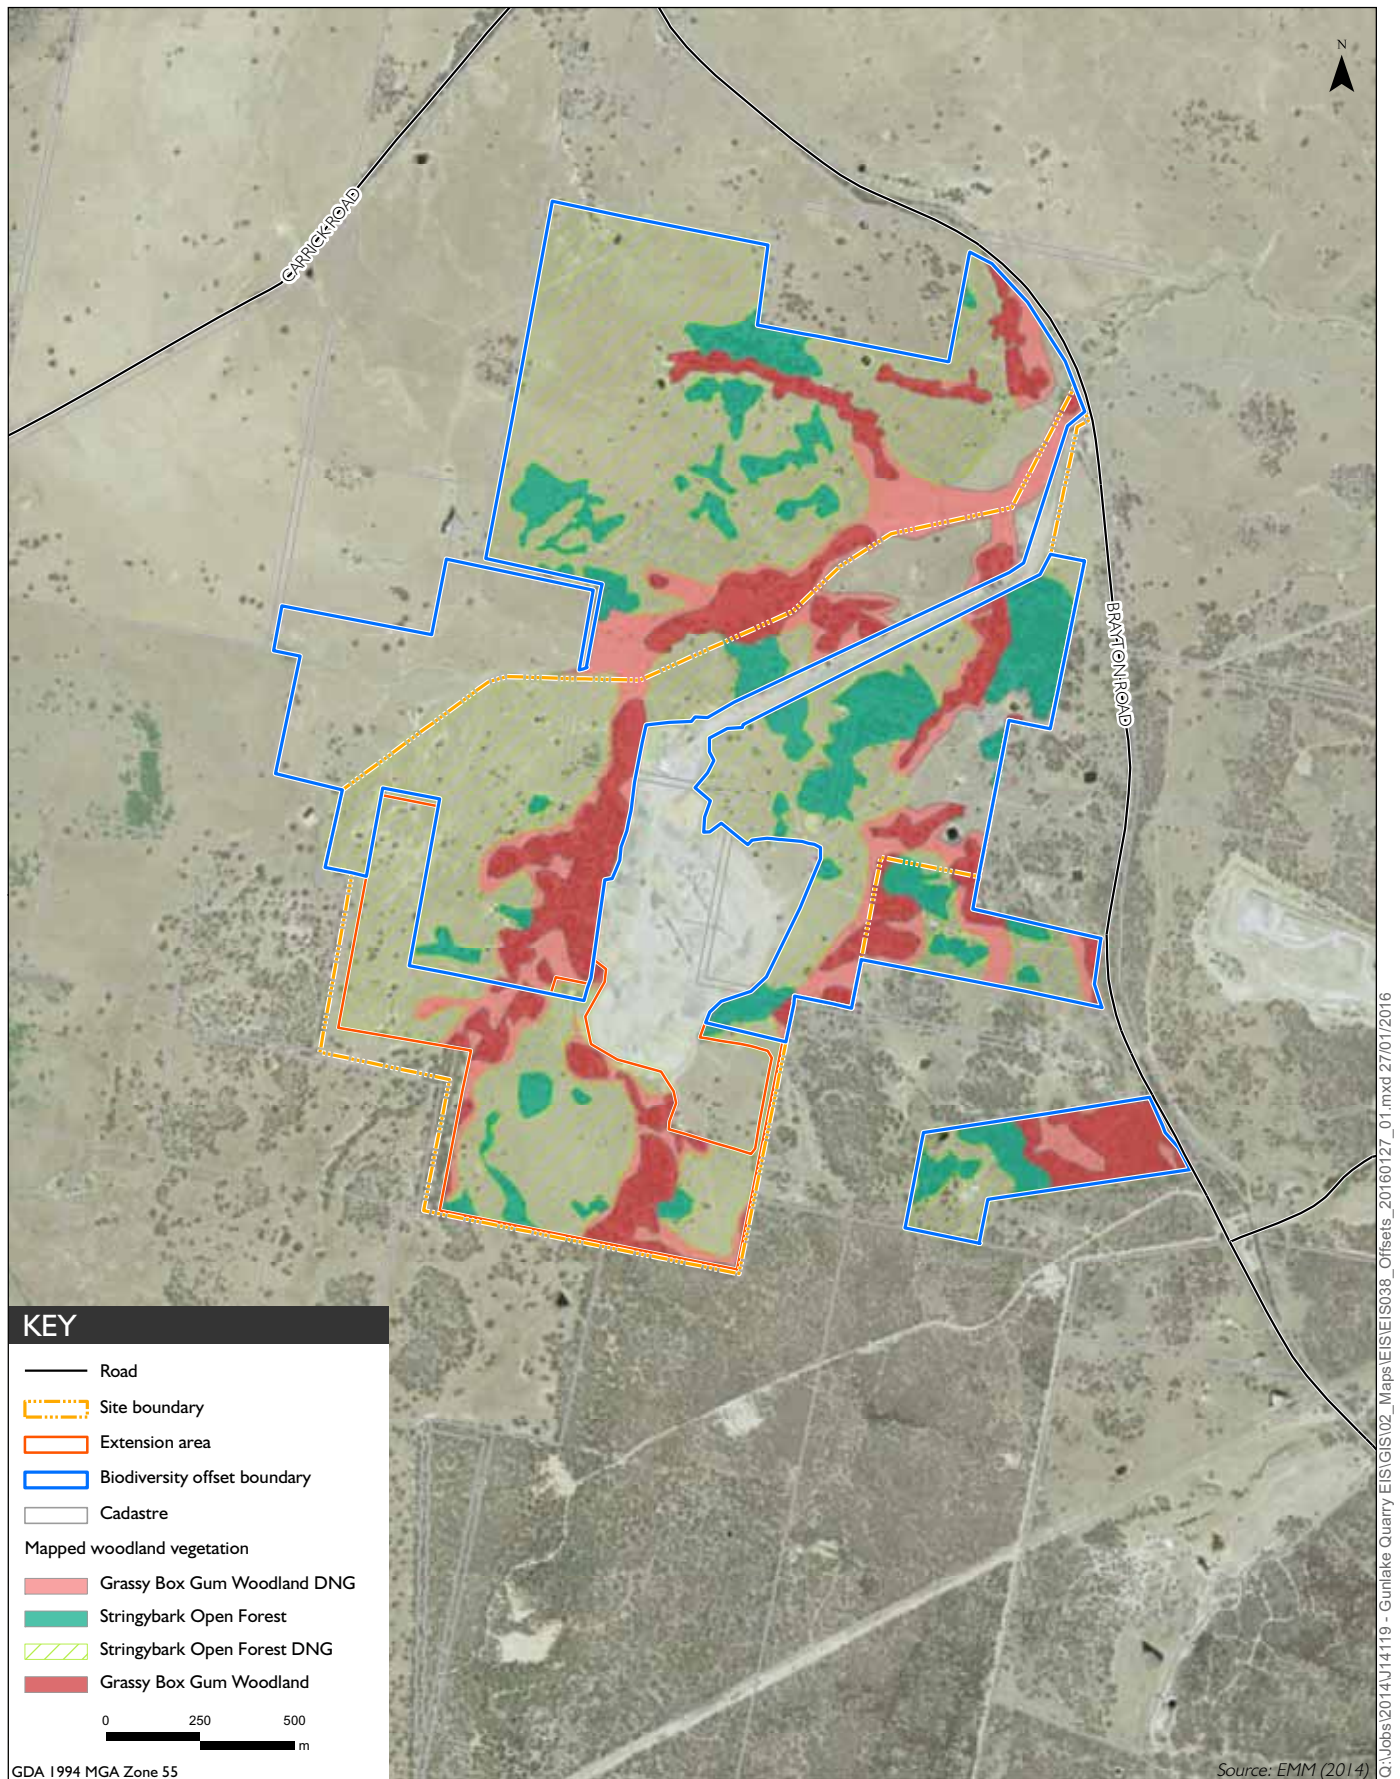 N
CARRICK ROAD
BRAYTON ROAD
KEY
Road
Site boundary
Extension area
Biodiversity offset boundary
Cadastre
Mapped woodland vegetation
Grassy Box Gum Woodland DNG
Stringybark Open Forest
Stringybark Open Forest DNG
Grassy Box Gum Woodland
0 250 500
m
GDA 1994 MGA Zone 55
Source: EMM (2014)
Q:\Jobs\2014\J14119 - Gunlake Quarry EIS\GIS\02_Maps\EIS\EIS038_Offsets_20160127_01.mxd 27/01/2016